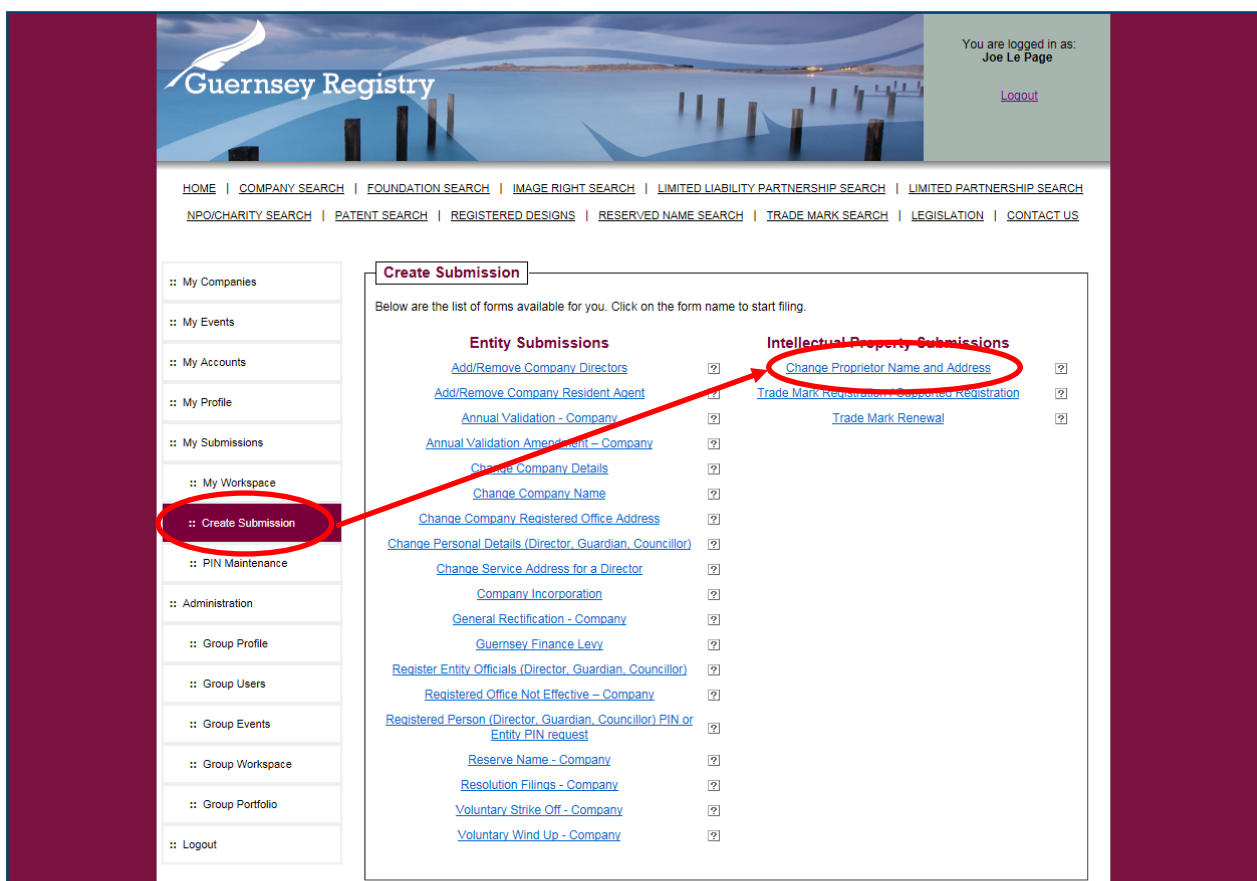 Guernsey Registry
You are logged in as:
Joe Le Page
Logout
HOME | COMPANY SEARCH | FOUNDATION SEARCH | IMAGE RIGHT SEARCH | LIMITED LIABILITY PARTNERSHIP SEARCH | LIMITED PARTNERSHIP SEARCH
NPO/CHARITY SEARCH | PATENT SEARCH | REGISTERED DESIGNS | RESERVED NAME SEARCH | TRADE MARK SEARCH | LEGISLATION | CONTACT US
:: My Companies
:: My Events
:: My Accounts
:: My Profile
:: My Submissions
:: My Workspace
:: Create Submission
:: PIN Maintenance
:: Administration
:: Group Profile
:: Group Users
:: Group Events
:: Group Workspace
:: Group Portfolio
:: Logout
Create Submission
Below are the list of forms available for you. Click on the form name to start filing.
Entity Submissions
Add/Remove Company Directors ?
Add/Remove Company Resident Agent ?
Annual Validation - Company ?
Annual Validation Amendment – Company ?
Change Company Details ?
Change Company Name ?
Change Company Registered Office Address ?
Change Personal Details (Director, Guardian, Councillor) ?
Change Service Address for a Director ?
Company Incorporation ?
General Rectification - Company ?
Guernsey Finance Levy ?
Register Entity Officials (Director, Guardian, Councillor) ?
Registered Office Not Effective – Company ?
Registered Person (Director, Guardian, Councillor) PIN or
Entity PIN request ?
Reserve Name - Company ?
Resolution Filings - Company ?
Voluntary Strike Off - Company ?
Voluntary Wind Up - Company ?
Intellectual Property Submissions
Change Proprietor Name and Address ?
Trade Mark Registration / Supported Registration ?
Trade Mark Renewal ?